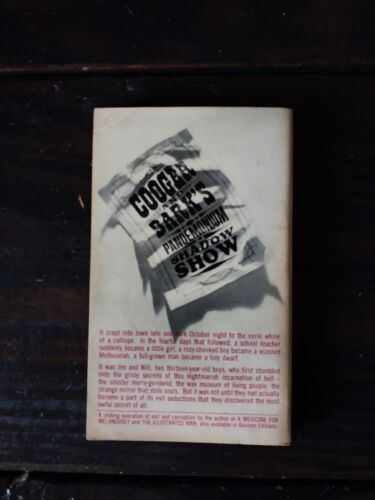 COOGER
AND
DARK'S
PANDEMONIUM
SHADOW
SHOW
It crept into town late one dark October night to the eerie whine
of a calliope. In the fearful days that followed, a school teacher
suddenly became a little girl, a rosy-cheeked boy became a wizened
Methuselah, a full-grown man became a tiny dwarf.
It was Jim and Will, two thirteen-year-old boys, who first stumbled
onto the grisly secrets of this nightmarish incarnation of hell –
the sinister merry-go-round, the wax museum of living people, the
strange mirror that stole souls. But it was not until they had actually
become a part of its evil seductions that they discovered the most
awful secret of all.
A chilling evocation of evil and corruption by the author of A MEDICINE FOR
MELANCHOLY and THE ILLUSTRATED MAN, also available in Bantam Editions.